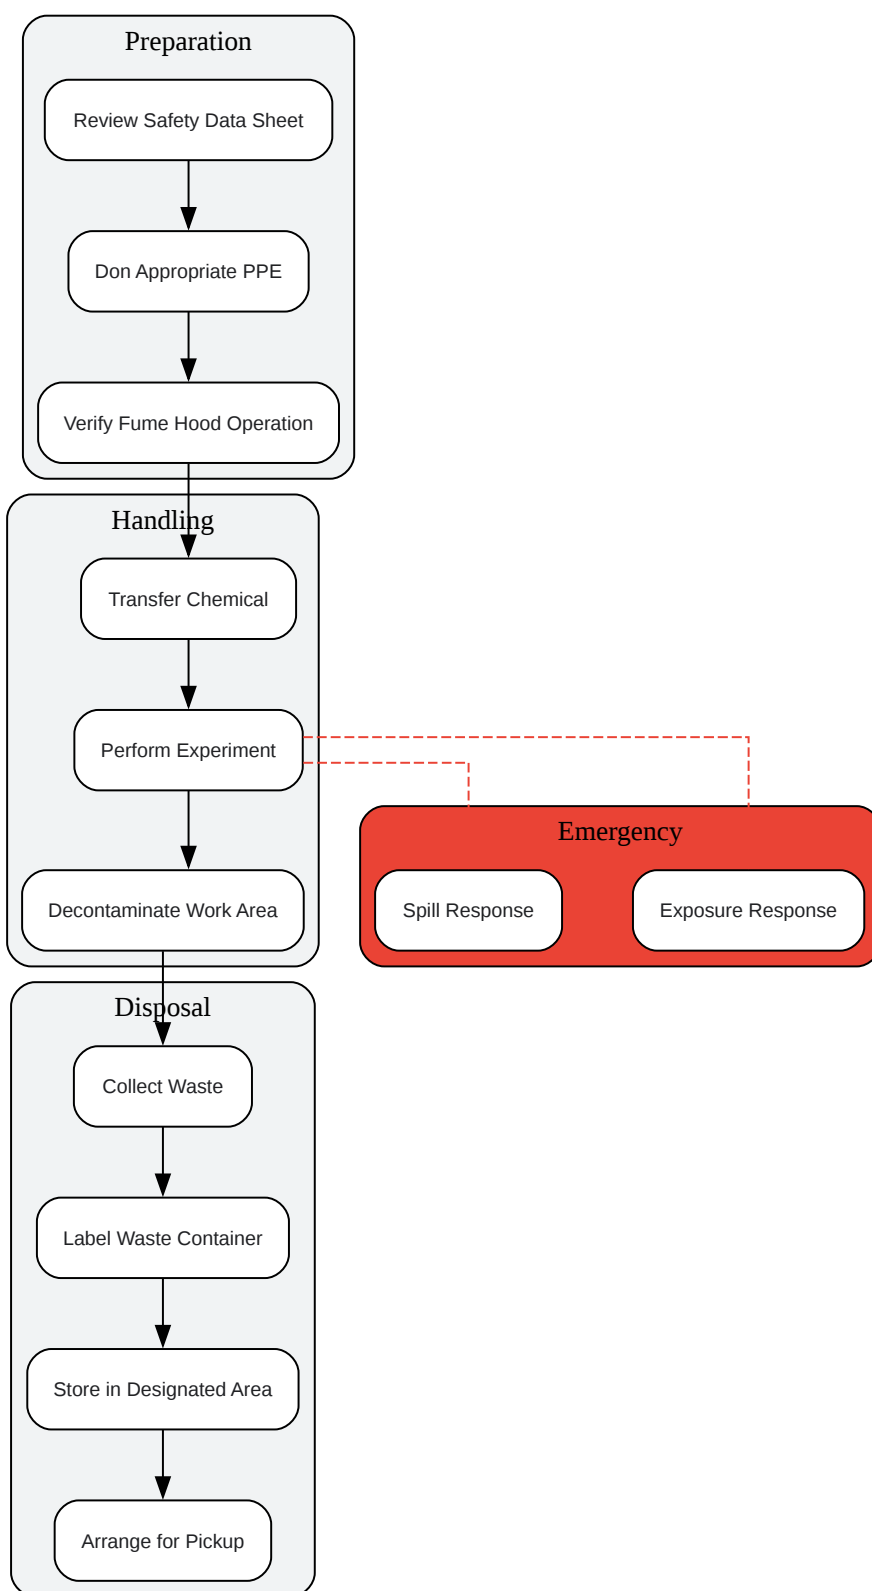 Preparation
Review Safety Data Sheet
Don Appropriate PPE
Verify Fume Hood Operation
Handling
Transfer Chemical
Perform Experiment
Decontaminate Work Area
Emergency
Spill Response
Exposure Response
Disposal
Collect Waste
Label Waste Container
Store in Designated Area
Arrange for Pickup